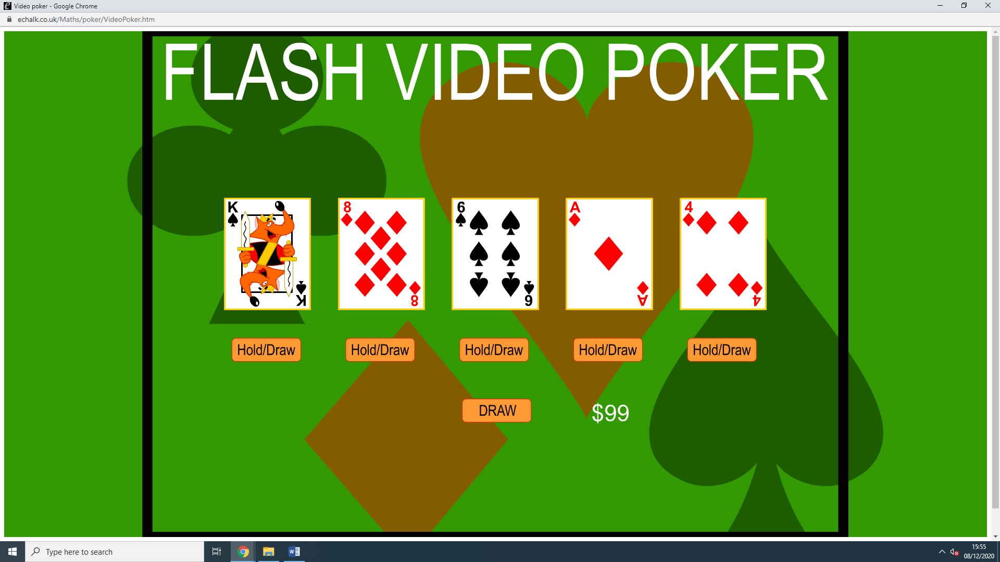 Video poker - Google Chrome
echalk.co.uk/Maths/poker/VideoPoker.htm
FLASH VIDEO POKER
K 8 6 A 4
K 8 6 A 4
Hold/Draw Hold/Draw Hold/Draw Hold/Draw Hold/Draw
DRAW $99
Type here to search
15:55
08/12/2020